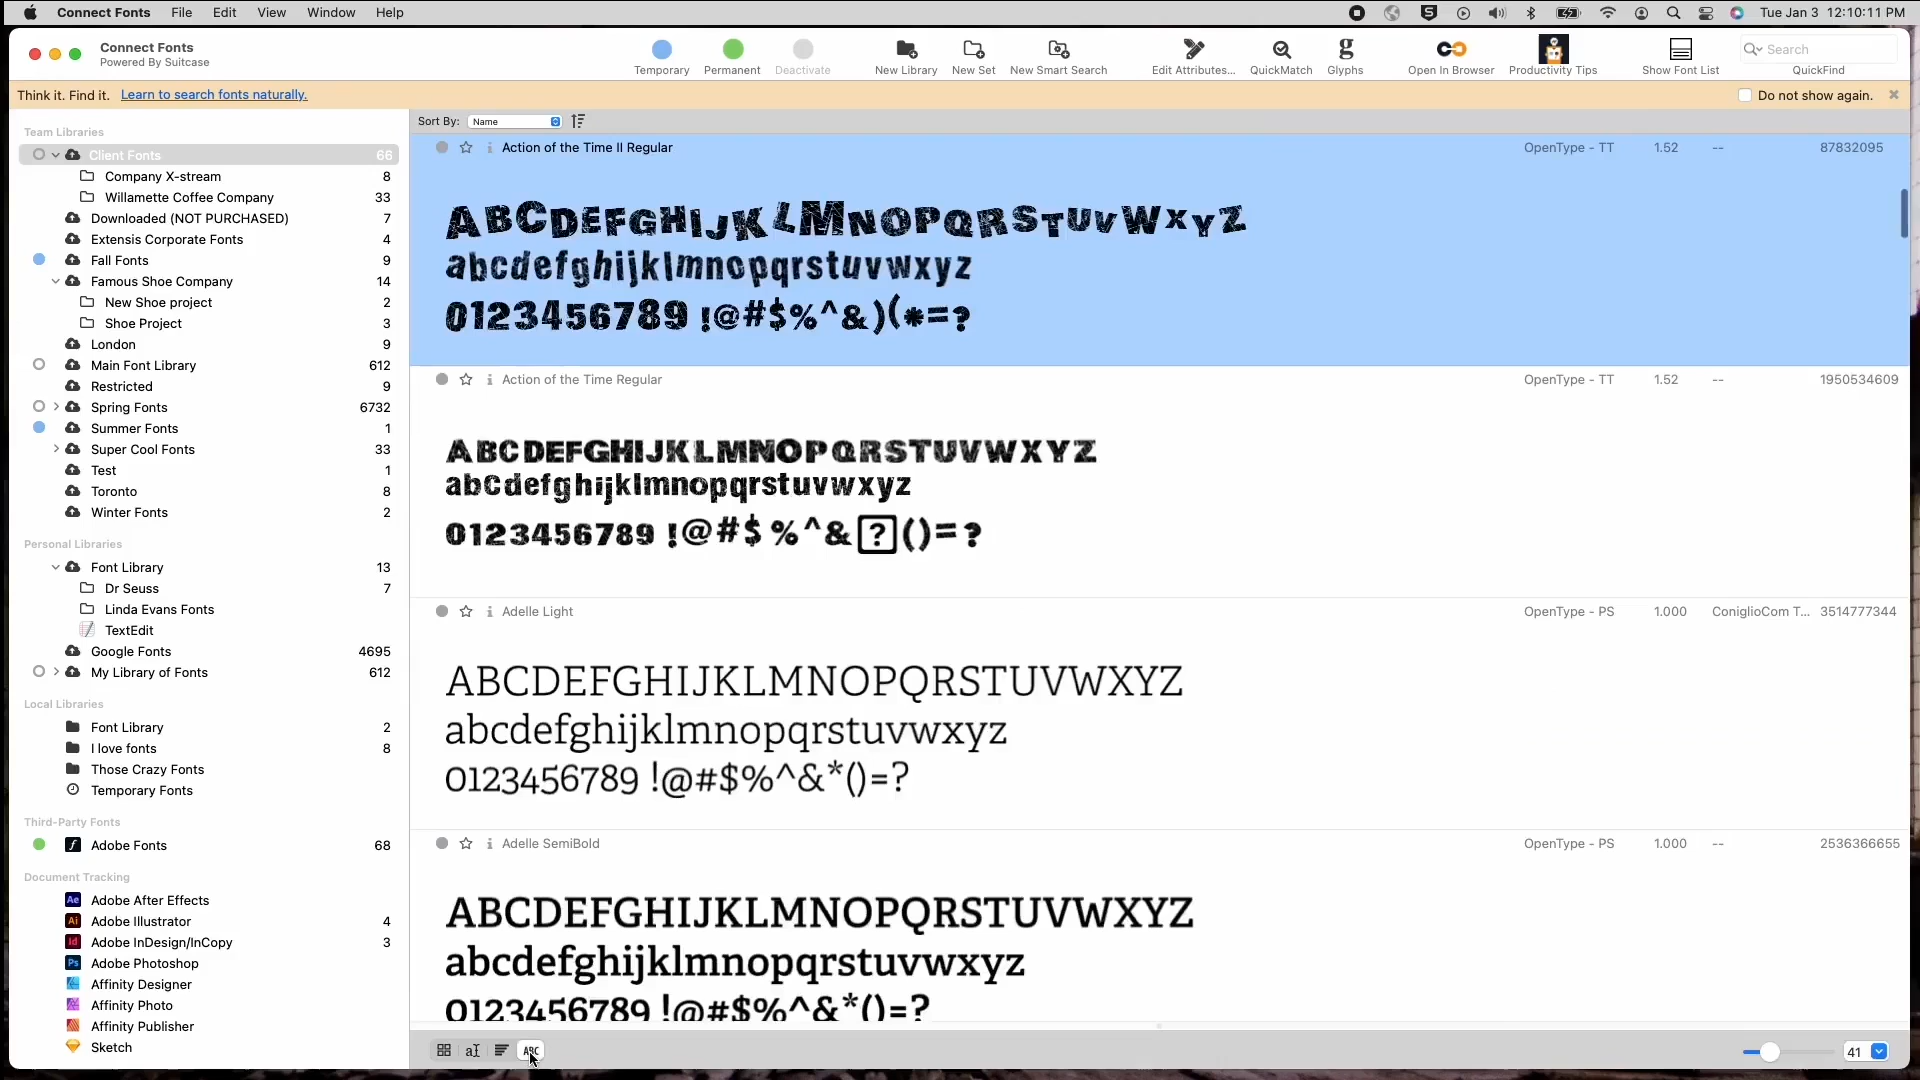 Connect Fonts File Edit View Window Help
Tue Jan 3 12:10:11 PM
Connect Fonts
Powered By Suitcase
Temporary Permanent Deactivate New Library New Set New Smart Search Edit Attributes... QuickMatch Glyphs Open In Browser Productivity Tips Show Font List Search QuickFind
Think it. Find it. Learn to search fonts naturally.
Do not show again.
Team Libraries
Client Fonts 66
Company X-stream 8
Willamette Coffee Company 33
Downloaded (NOT PURCHASED) 7
Extensis Corporate Fonts 4
Fall Fonts 9
Famous Shoe Company 14
New Shoe project 2
Shoe Project 3
London 9
Main Font Library 612
Restricted 9
Spring Fonts 6732
Summer Fonts 1
Super Cool Fonts 33
Test 1
Toronto 8
Winter Fonts 2
Personal Libraries
Font Library 13
Dr Seuss 7
Linda Evans Fonts
TextEdit
Google Fonts 4695
My Library of Fonts 612
Local Libraries
Font Library 2
I love fonts 8
Those Crazy Fonts
Temporary Fonts
Third-Party Fonts
Adobe Fonts 68
Document Tracking
Ae Adobe After Effects
Ai Adobe Illustrator 4
Id Adobe InDesign/InCopy 3
Ps Adobe Photoshop
Affinity Designer
Affinity Photo
Affinity Publisher
Sketch
Sort By: Name
Action of the Time II Regular OpenType - TT 1.52 -- 87832095
ABCDEFGHIJKLMNOPQRSTUVWXYZ
abcdefghijklmnopqrstuvwxyz
0123456789 !@#$%^&)(*=?
Action of the Time Regular OpenType - TT 1.52 -- 1950534609
ABCDEFGHIJKLMNOPQRSTUVWXYZ
abcdefghijklmnopqrstuvwxyz
0123456789 !@#$%^&?()=?
Adelle Light OpenType - PS 1.000 ConiglioCom T... 3514777344
ABCDEFGHIJKLMNOPQRSTUVWXYZ
abcdefghijklmnopqrstuvwxyz
0123456789 !@#$%^&*()=?
Adelle SemiBold OpenType - PS 1.000 -- 2536366655
ABCDEFGHIJKLMNOPQRSTUVWXYZ
abcdefghijklmnopqrstuvwxyz
0123456789 !@#$%^&*()=?
aI ABC 41